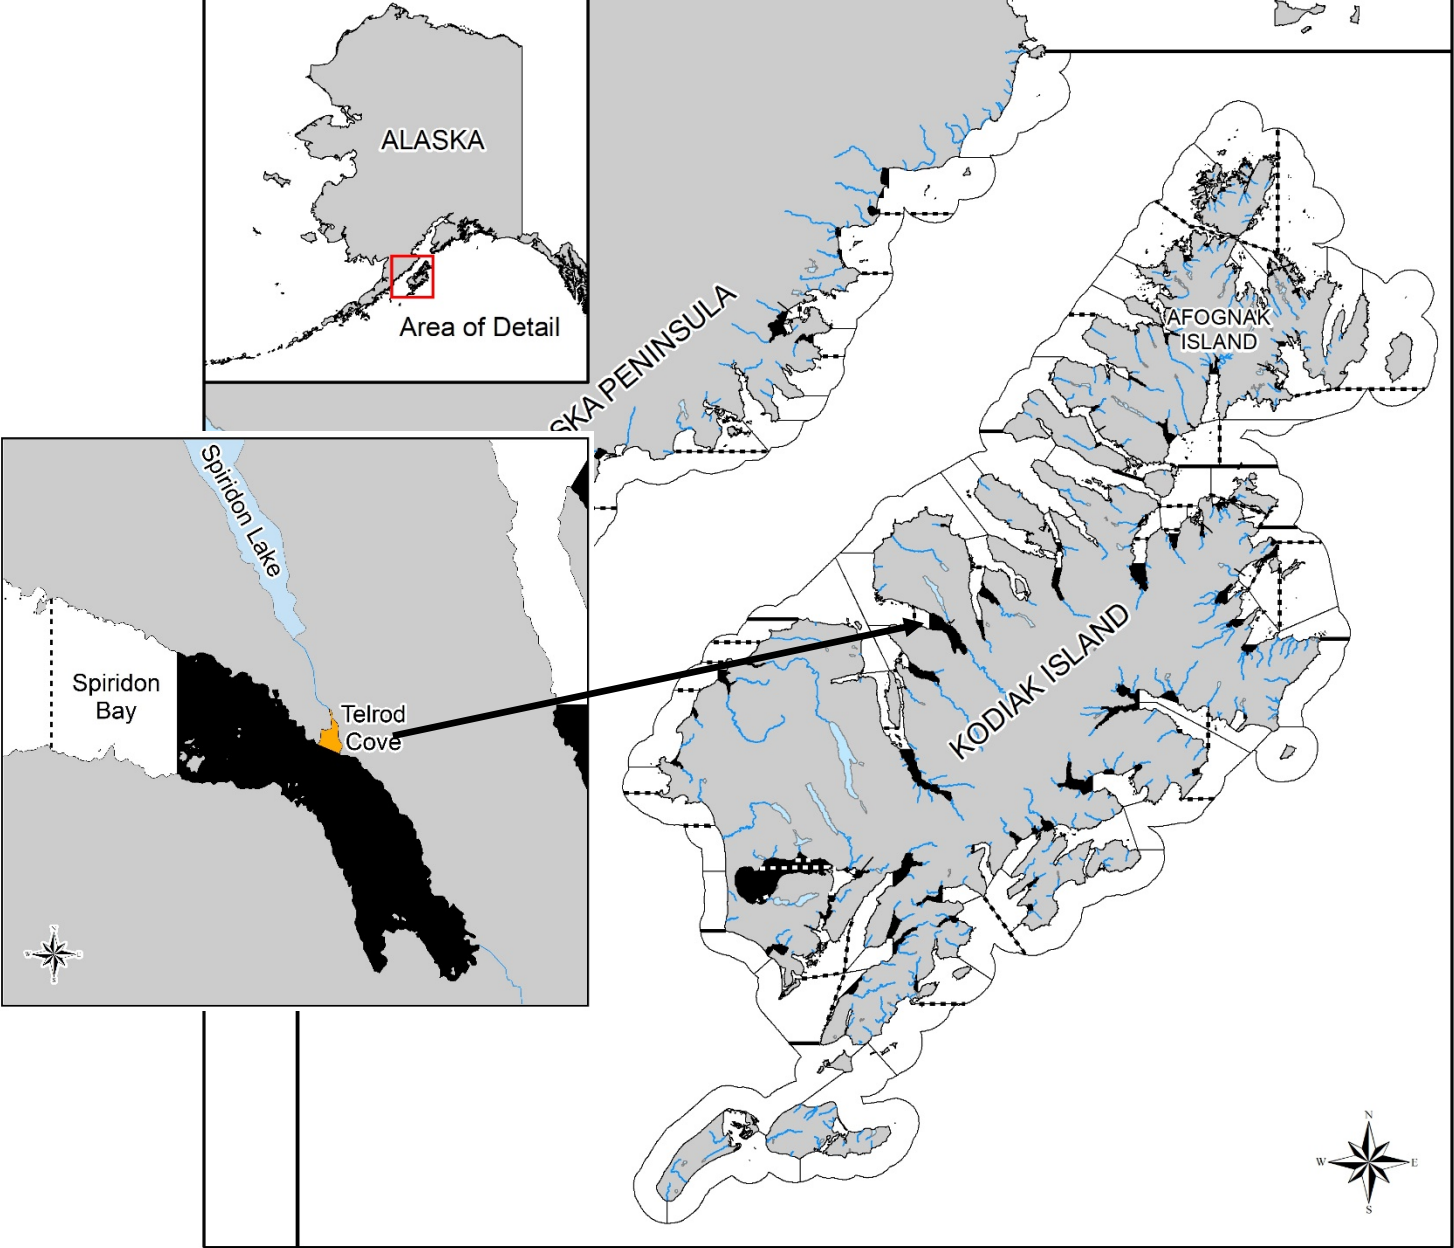 ALASKA
Area of Detail
SKA PENINSULA
AFOGNAK
ISLAND
KODIAK ISLAND
Spiridon Lake
Spiridon
Bay
Telrod
Cove
N
W
E
S